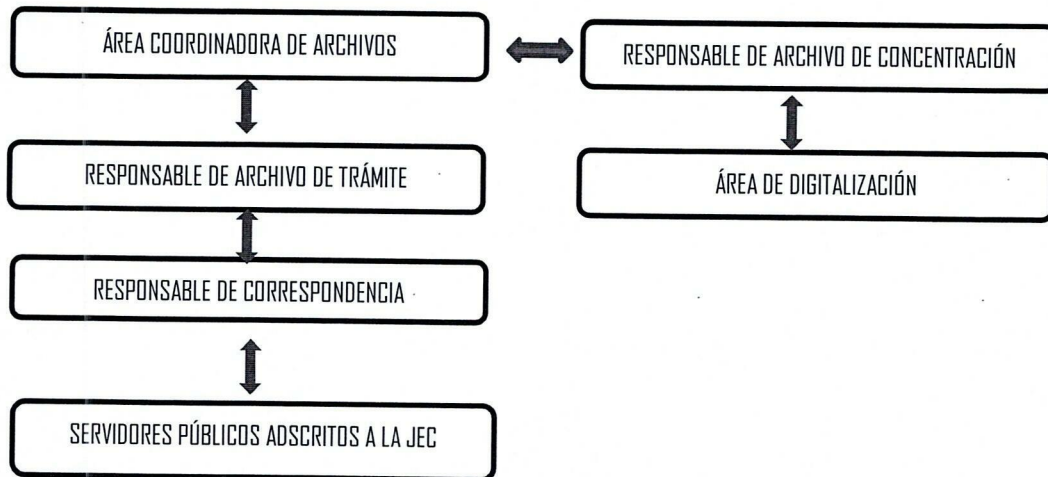 ÁREA COORDINADORA DE ARCHIVOS
RESPONSABLE DE ARCHIVO DE CONCENTRACIÓN
RESPONSABLE DE ARCHIVO DE TRÁMITE
ÁREA DE DIGITALIZACIÓN
RESPONSABLE DE CORRESPONDENCIA
SERVIDORES PÚBLICOS ADSCRITOS A LA JEC